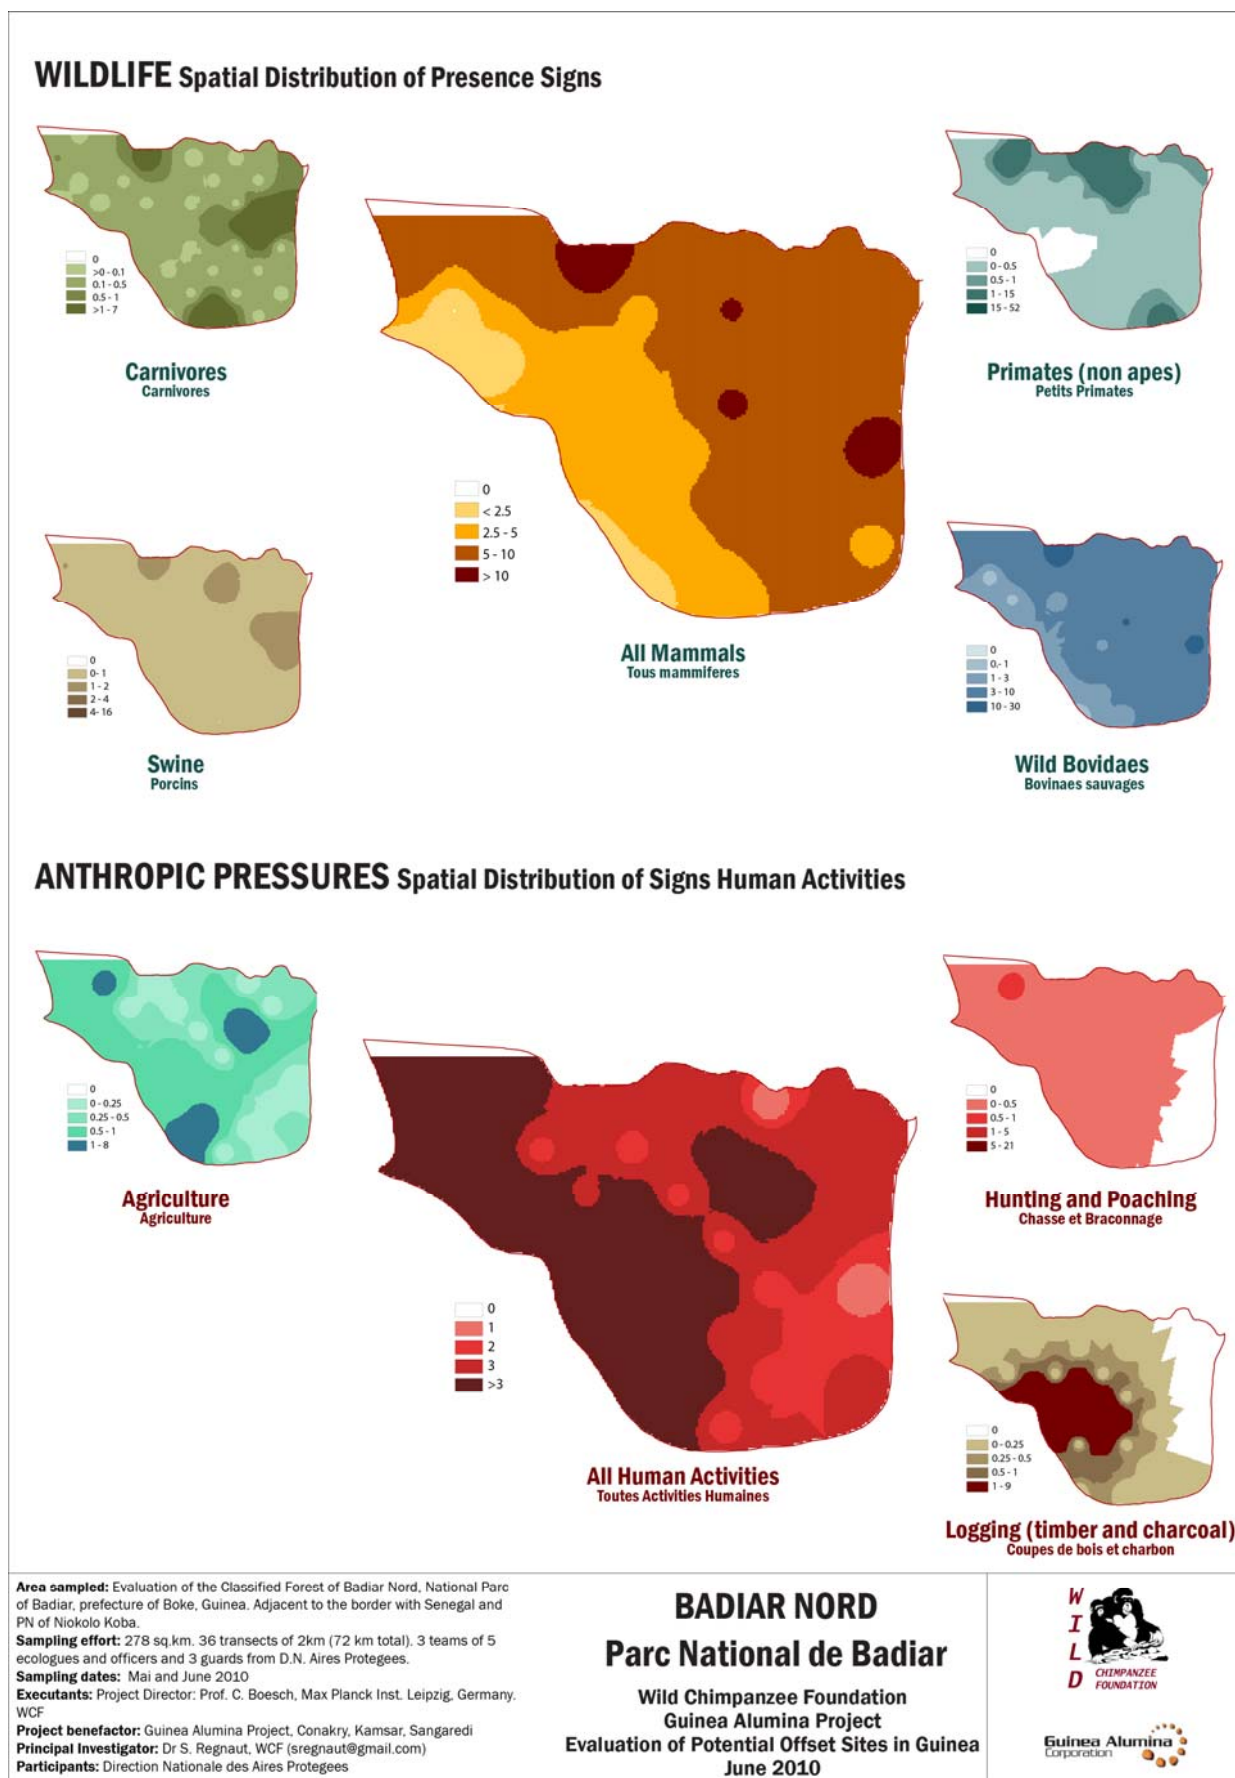 WILDLIFE Spatial Distribution of Presence Signs
0
>0 - 0.1
0.1 - 0.5
0.5 - 1
>1 - 7
Carnivores
Carnivores
0
< 2.5
2.5 - 5
5 - 10
> 10
All Mammals
Tous mammiferes
0
0 - 0.5
0.5 - 1
1 - 15
15 - 52
Primates (non apes)
Petits Primates
0
0- 1
1 - 2
2 - 4
4- 16
Swine
Porcins
0
0.- 1
1 - 3
3 - 10
10 - 30
Wild Bovidaes
Bovinaes sauvages
ANTHROPIC PRESSURES Spatial Distribution of Signs Human Activities
0
0 - 0.25
0.25 - 0.5
0.5 - 1
1 - 8
Agriculture
Agriculture
0
1
2
3
>3
All Human Activities
Toutes Activities Humaines
0
0 - 0.5
0.5 - 1
1 - 5
5 - 21
Hunting and Poaching
Chasse et Braconnage
0
0 - 0.25
0.25 - 0.5
0.5 - 1
1 - 9
Logging (timber and charcoal)
Coupes de bois et charbon
Area sampled: Evaluation of the Classified Forest of Badiar Nord, National Parc
of Badiar, prefecture of Boke, Guinea. Adjacent to the border with Senegal and
PN of Niokolo Koba.
Sampling effort: 278 sq.km. 36 transects of 2km (72 km total). 3 teams of 5
ecologues and officers and 3 guards from D.N. Aires Protegees.
Sampling dates: Mai and June 2010
Executants: Project Director: Prof. C. Boesch, Max Planck Inst. Leipzig, Germany.
WCF
Project benefactor: Guinea Alumina Project, Conakry, Kamsar, Sangaredi
Principal Investigator: Dr S. Regnaut, WCF (sregnaut@gmail.com)
Participants: Direction Nationale des Aires Protegees
BADIAR NORD
Parc National de Badiar
Wild Chimpanzee Foundation
Guinea Alumina Project
Evaluation of Potential Offset Sites in Guinea
June 2010
WILD
CHIMPANZEE
FOUNDATION
Guinea Alumina
Corporation